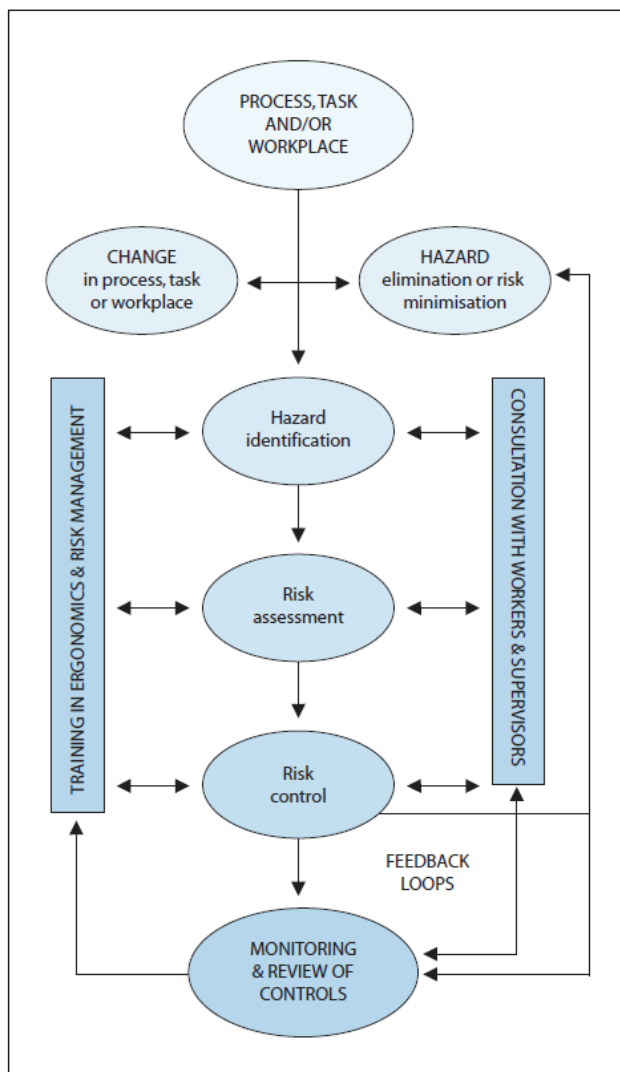 PROCESS, TASK
AND/OR
WORKPLACE
CHANGE
in process, task
or workplace
HAZARD
elimination or risk
minimisation
TRAINING IN ERGONOMICS & RISK MANAGEMENT
Hazard
identification
CONSULTATION WITH WORKERS & SUPERVISORS
Risk
assessment
Risk
control
FEEDBACK
LOOPS
MONITORING
& REVIEW OF
CONTROLS